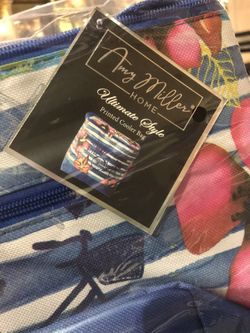 Amy Miller®
HOME
Ultimate Style
Printed Cooler Bag